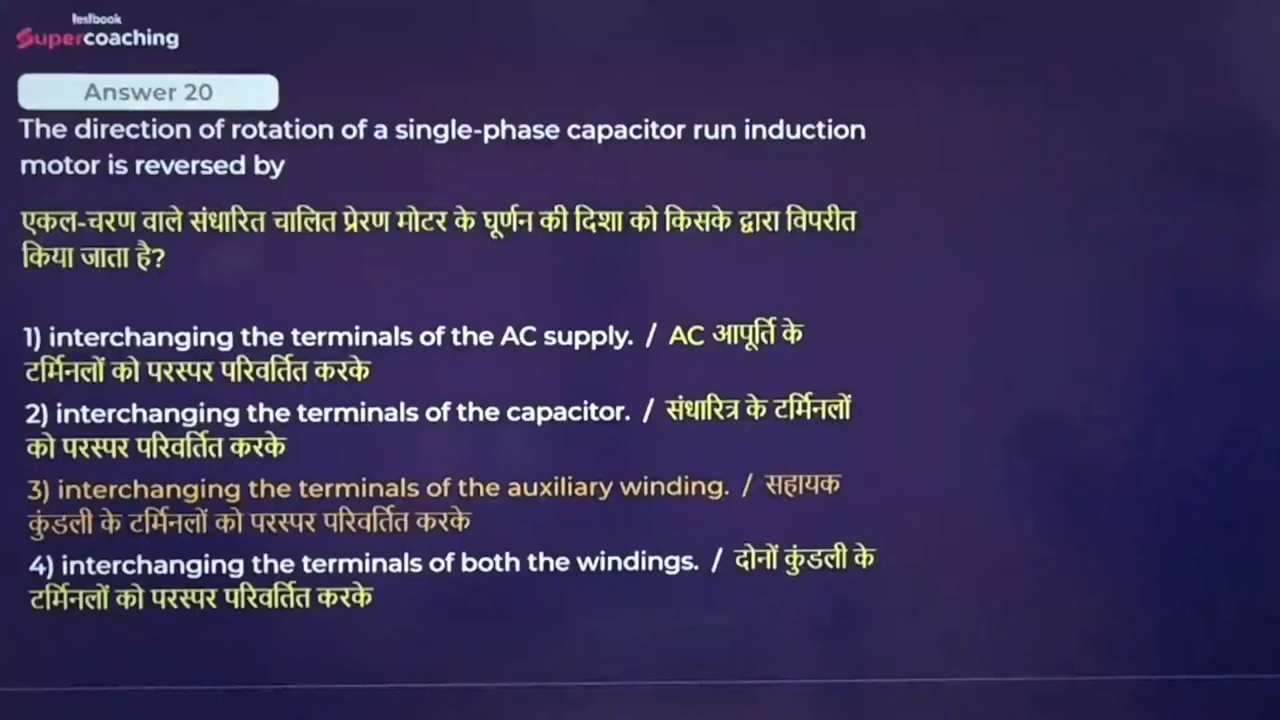 testbook
Supercoaching
Answer 20
The direction of rotation of a single-phase capacitor run induction
motor is reversed by
एकल-चरण वाले संधारित चालित प्रेरण मोटर के घूर्णन की दिशा को किसके द्वारा विपरीत
किया जाता है?
1) interchanging the terminals of the AC supply. / AC आपूर्ति के
टर्मिनलों को परस्पर परिवर्तित करके
2) interchanging the terminals of the capacitor. / संधारित्र के टर्मिनलों
को परस्पर परिवर्तित करके
3) interchanging the terminals of the auxiliary winding. / सहायक
कुंडली के टर्मिनलों को परस्पर परिवर्तित करके
4) interchanging the terminals of both the windings. / दोनों कुंडली के
टर्मिनलों को परस्पर परिवर्तित करके